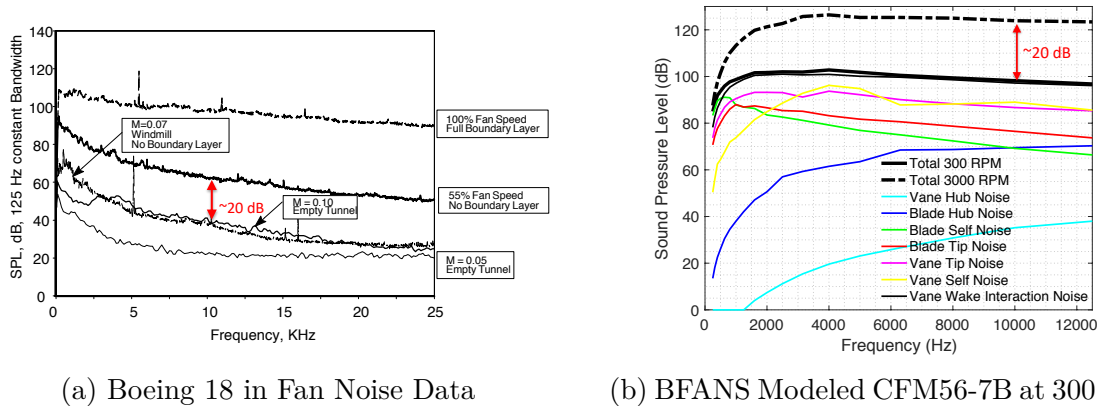 140
120
100
80
60
40
20
0
SPL, dB, 125 Hz constant Bandwidth
M=0.07
Windmill
No Boundary Layer
~20 dB
M = 0.10
Empty Tunnel
100% Fan Speed
Full Boundary Layer
55% Fan Speed
No Boundary Layer
M = 0.05
Empty Tunnel
0 5 10 15 20 25
Frequency, KHz
(a) Boeing 18 in Fan Noise Data
120
100
80
60
40
20
0
Sound Pressure Level (dB)
~20 dB
Total 300 RPM
Total 3000 RPM
Vane Hub Noise
Blade Hub Noise
Blade Self Noise
Blade Tip Noise
Vane Tip Noise
Vane Self Noise
Vane Wake Interaction Noise
0 2000 4000 6000 8000 10000 12000
Frequency (Hz)
(b) BFANS Modeled CFM56-7B at 300